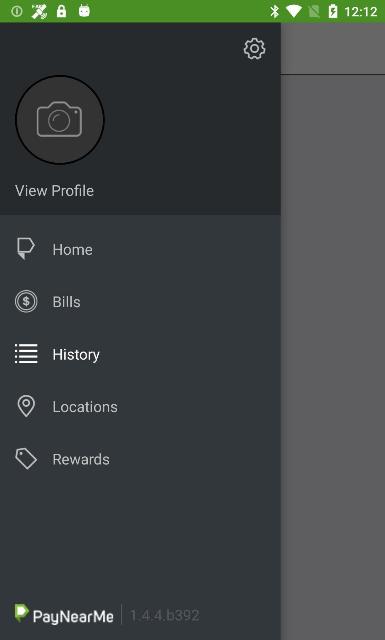 12:12
View Profile
Home
Bills
History
Locations
Rewards
PayNearMe 1.4.4.b392